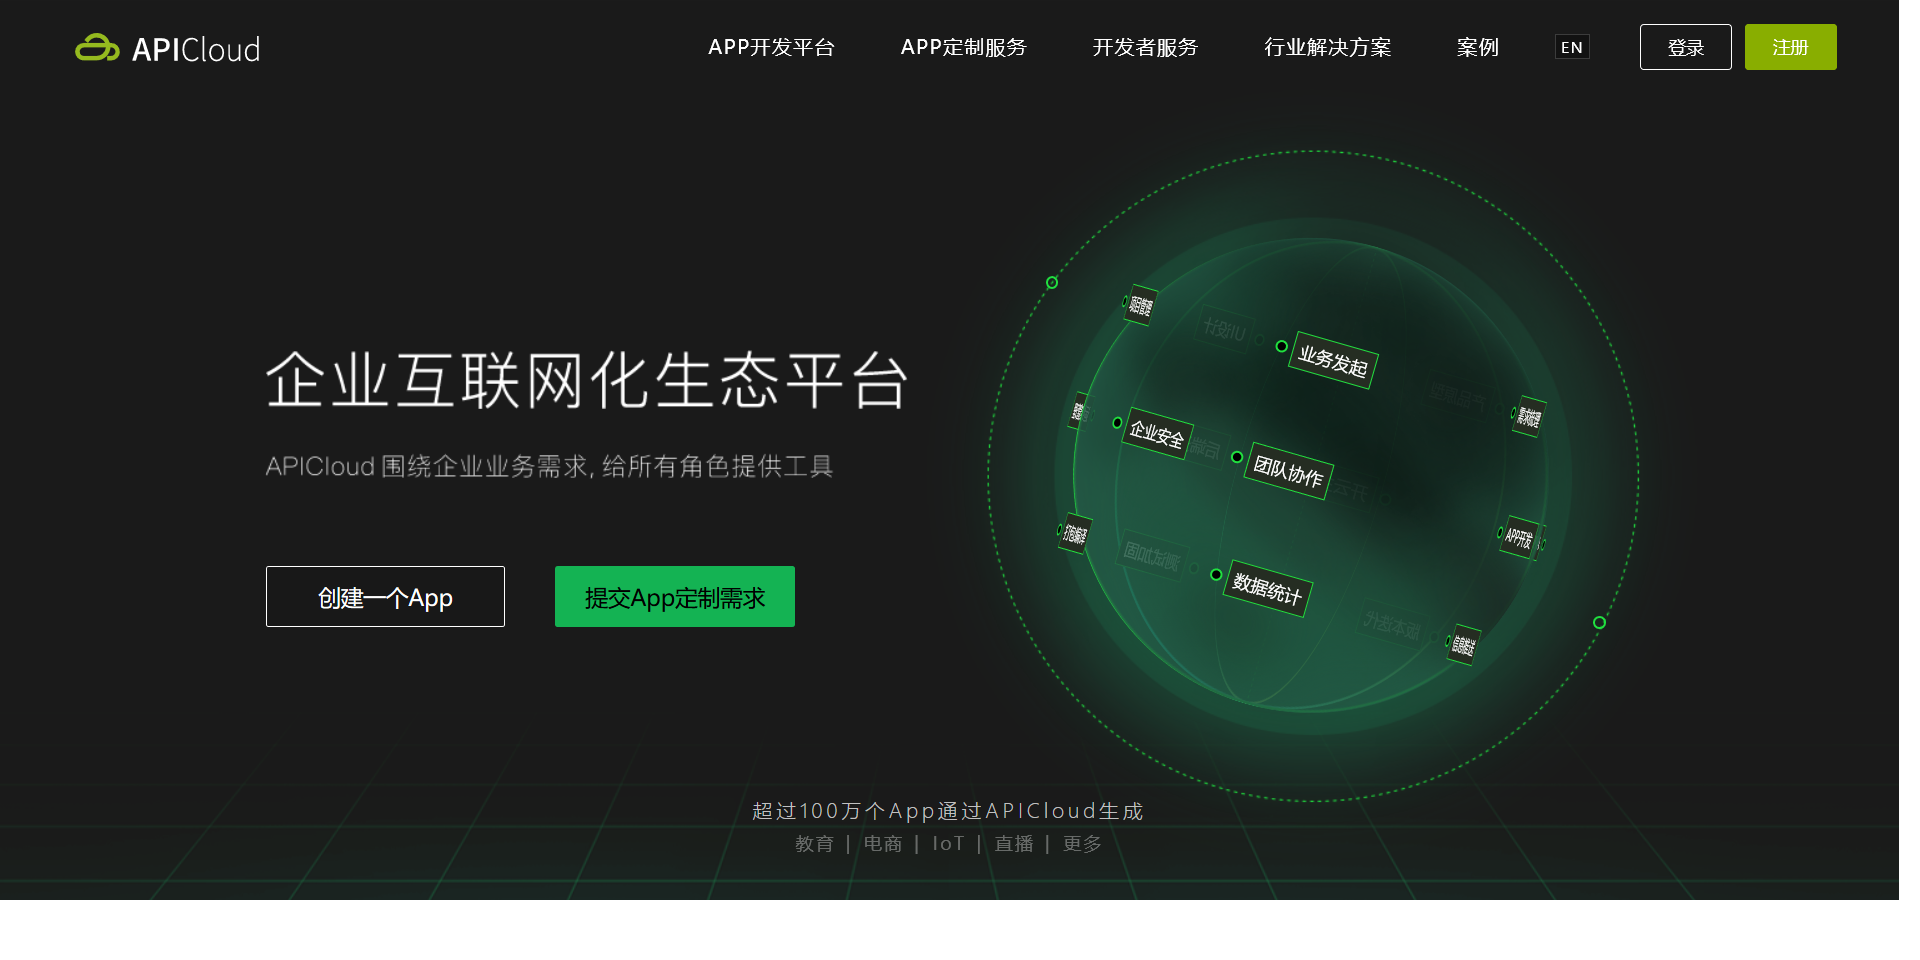 APICloud
APP开发平台 APP定制服务 开发者服务 行业解决方案 案例 EN 登录 注册
业务发起
企业安全
团队协作
APP开发
数据统计
企业互联网化生态平台
APICloud 围绕企业业务需求, 给所有角色提供工具
创建一个App 提交App定制需求
超过100万个App通过APICloud生成
教育 | 电商 | IoT | 直播 | 更多